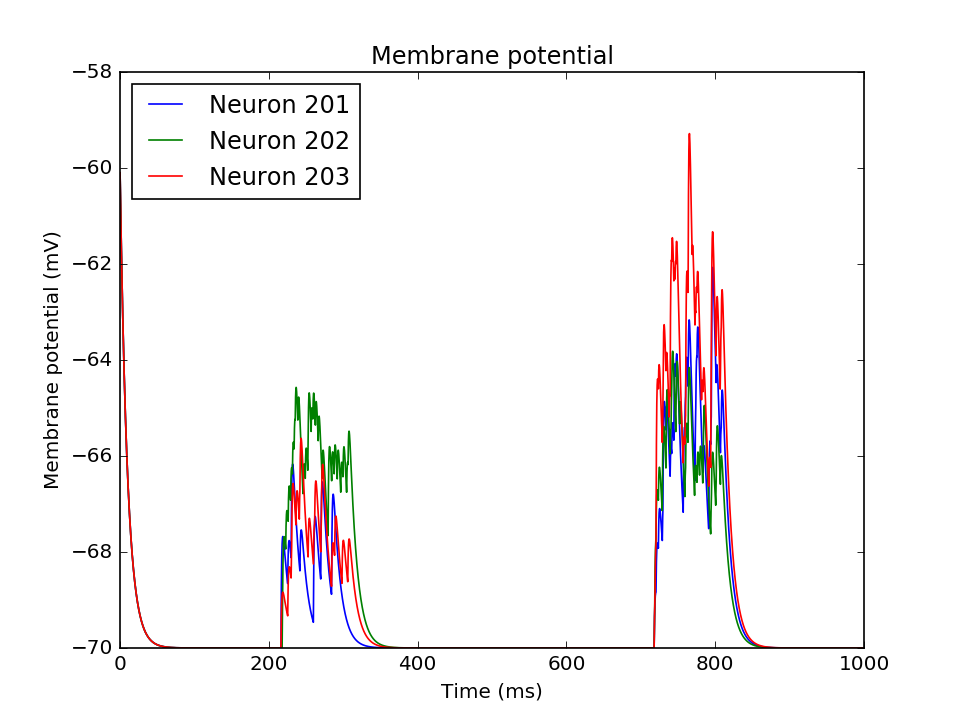 Membrane potential
−58
−60
−62
−64
−66
−68
−70
Membrane potential (mV)
Neuron 201
Neuron 202
Neuron 203
0
200
400
600
800
1000
Time (ms)